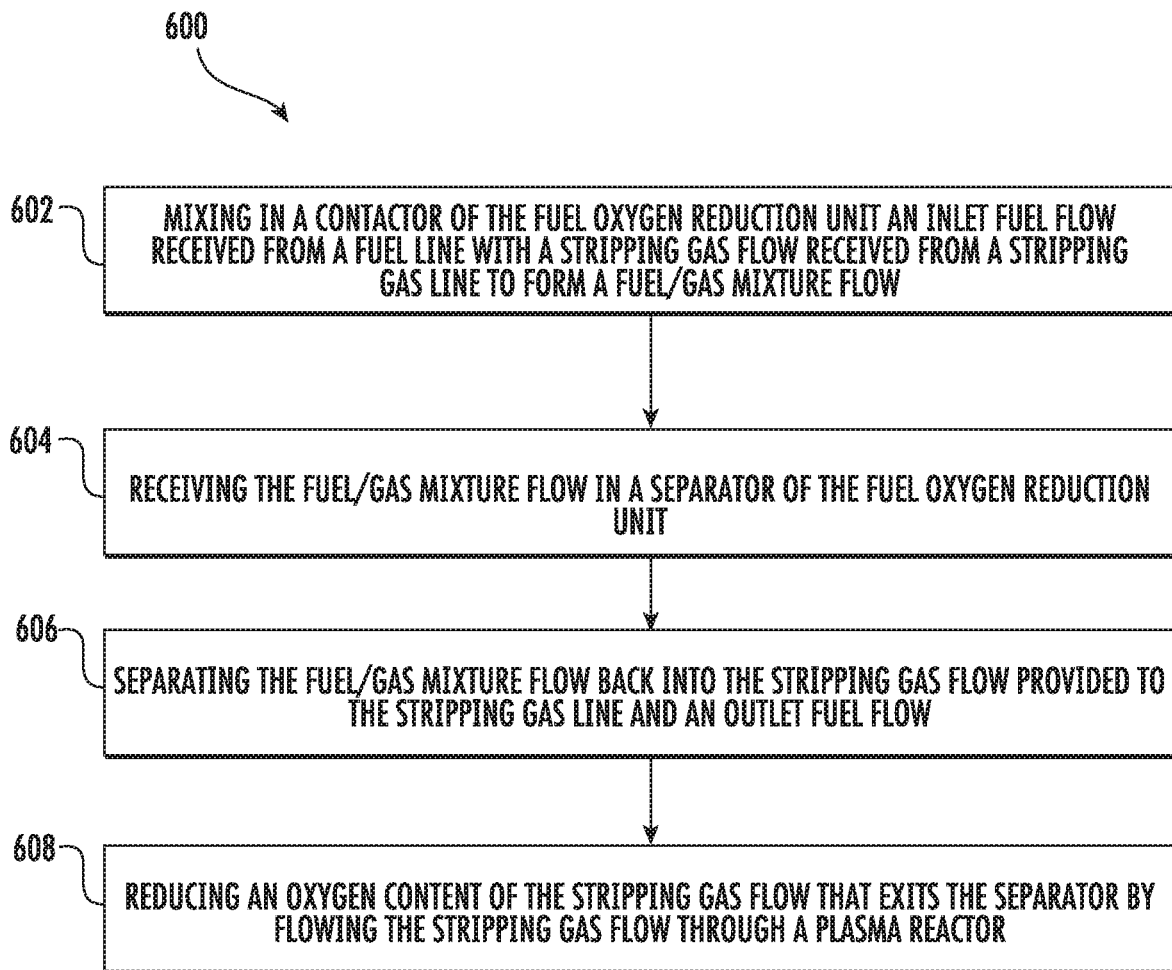 600
602
MIXING IN A CONTACTOR OF THE FUEL OXYGEN REDUCTION UNIT AN INLET FUEL FLOW
RECEIVED FROM A FUEL LINE WITH A STRIPPING GAS FLOW RECEIVED FROM A STRIPPING
GAS LINE TO FORM A FUEL/GAS MIXTURE FLOW
604
RECEIVING THE FUEL/GAS MIXTURE FLOW IN A SEPARATOR OF THE FUEL OXYGEN REDUCTION
UNIT
606
SEPARATING THE FUEL/GAS MIXTURE FLOW BACK INTO THE STRIPPING GAS FLOW PROVIDED TO
THE STRIPPING GAS LINE AND AN OUTLET FUEL FLOW
608
REDUCING AN OXYGEN CONTENT OF THE STRIPPING GAS FLOW THAT EXITS THE SEPARATOR BY
FLOWING THE STRIPPING GAS FLOW THROUGH A PLASMA REACTOR